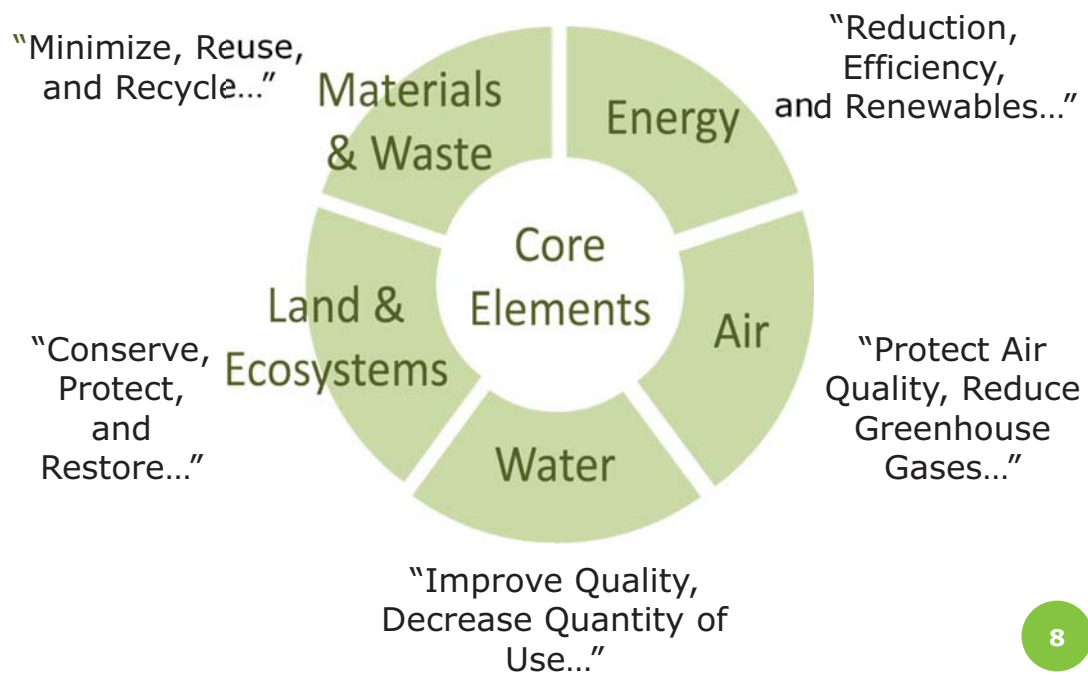 “Minimize, Reuse,
and Recycle…”
Materials
& Waste
Energy
“Reduction,
Efficiency,
and Renewables…”
Core
Elements
Land &
Ecosystems
Air
“Conserve,
Protect,
and
Restore…”
“Protect Air
Quality, Reduce
Greenhouse
Gases…”
Water
“Improve Quality,
Decrease Quantity of
Use…”
8